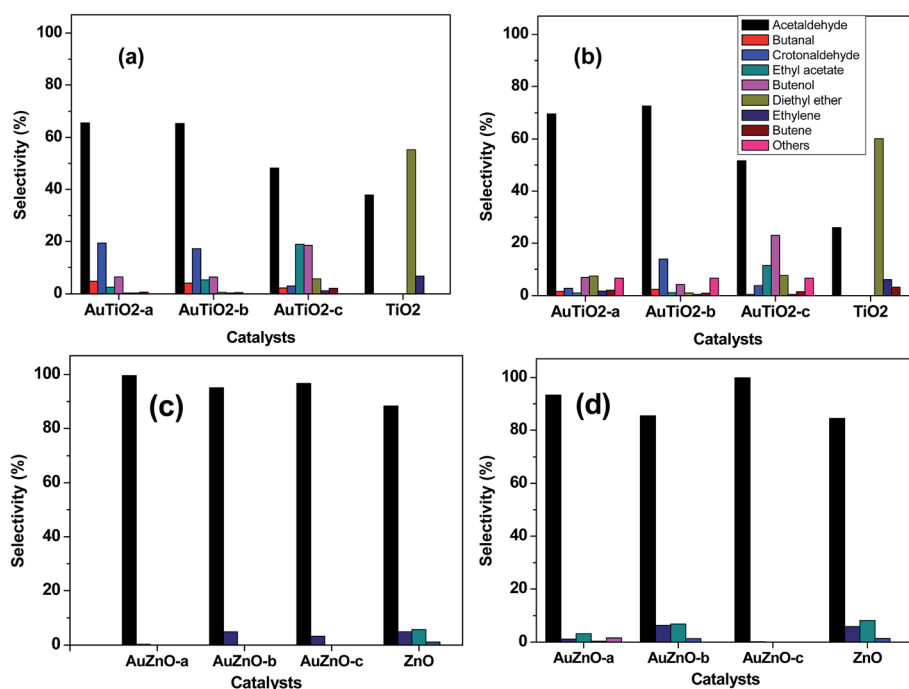 (a)
100
80
60
40
20
0
Selectivity (%)
AuTiO2-a AuTiO2-b AuTiO2-c TiO2
Catalysts
(b)
100
80
60
40
20
0
Selectivity (%)
Acetaldehyde
Butanal
Crotonaldehyde
Ethyl acetate
Butenol
Diethyl ether
Ethylene
Butene
Others
AuTiO2-a AuTiO2-b AuTiO2-c TiO2
Catalysts
(c)
100
80
60
40
20
0
Selectivity (%)
AuZnO-a AuZnO-b AuZnO-c ZnO
Catalysts
(d)
100
80
60
40
20
0
Selectivity (%)
AuZnO-a AuZnO-b AuZnO-c ZnO
Catalysts